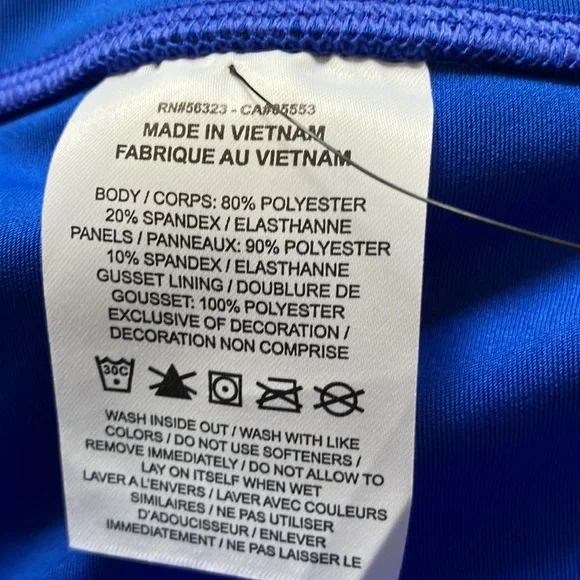 RN#56323 - CA#05553
MADE IN VIETNAM
FABRIQUE AU VIETNAM
BODY / CORPS: 80% POLYESTER
20% SPANDEX / ELASTHANNE
PANELS / PANNEAUX: 90% POLYESTER
10% SPANDEX / ELASTHANNE
GUSSET LINING / DOUBLURE DE
GOUSSET: 100% POLYESTER
EXCLUSIVE OF DECORATION /
DECORATION NON COMPRISE
30C
WASH INSIDE OUT / WASH WITH LIKE
COLORS / DO NOT USE SOFTENERS /
REMOVE IMMEDIATELY / DO NOT ALLOW TO
LAY ON ITSELF WHEN WET
LAVER A L'ENVERS / LAVER AVEC COULEURS
SIMILAIRES / NE PAS UTILISER
D'ADOUCISSEUR / ENLEVER
IMMEDIATEMENT / NE PAS LAISSER LE